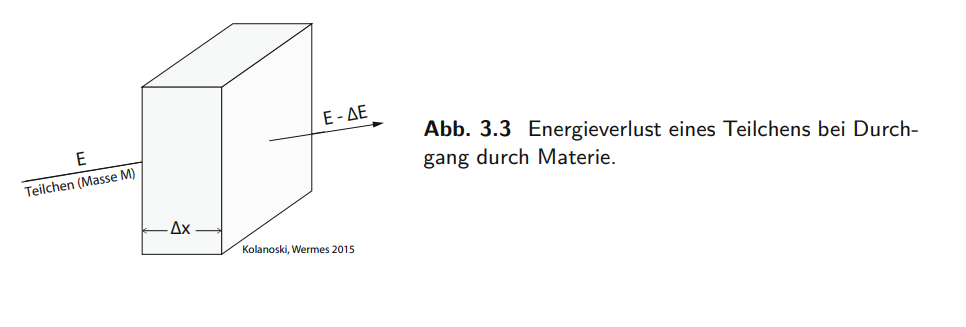 E - ΔE
E
Teilchen (Masse M)
Δx
Kolanoski, Wermes 2015
Abb. 3.3 Energieverlust eines Teilchens bei Durch-
gang durch Materie.